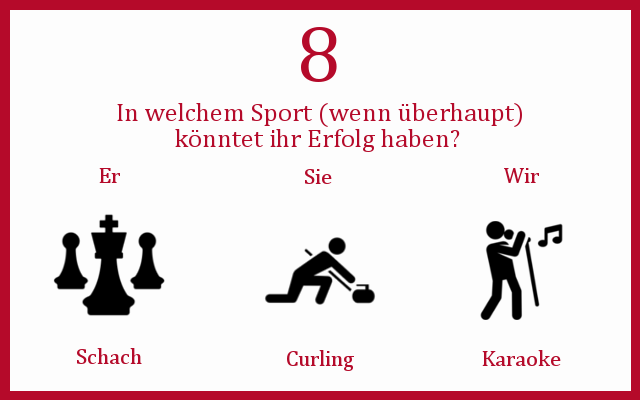 8
In welchem Sport (wenn überhaupt)
könntet ihr Erfolg haben?
Er
Sie
Wir
Schach
Curling
Karaoke